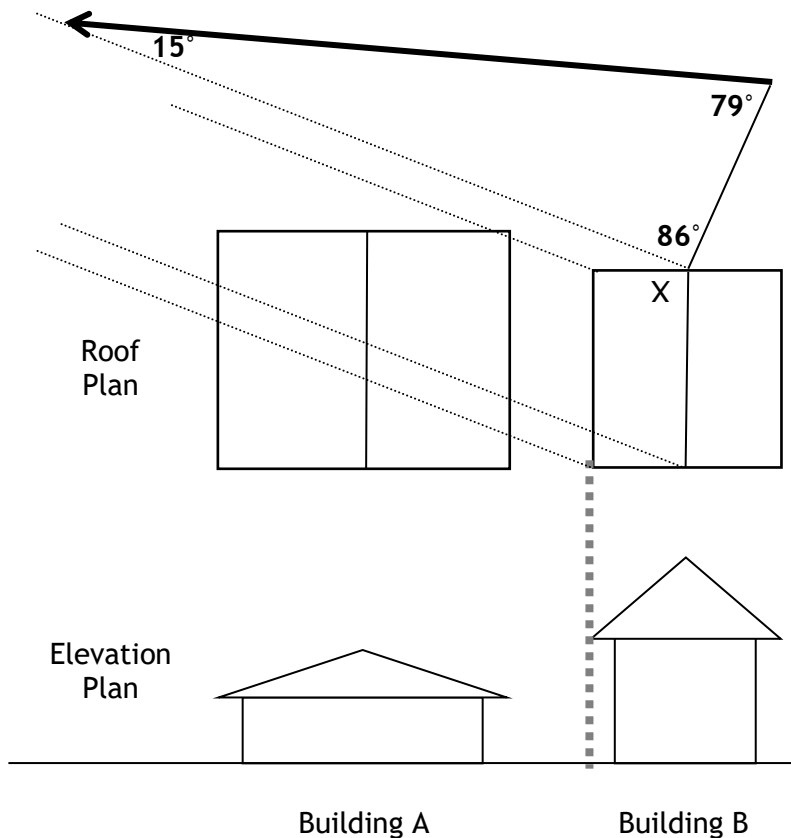 15°
79°
86°
X
Roof
Plan
Elevation
Plan
Building A
Building B